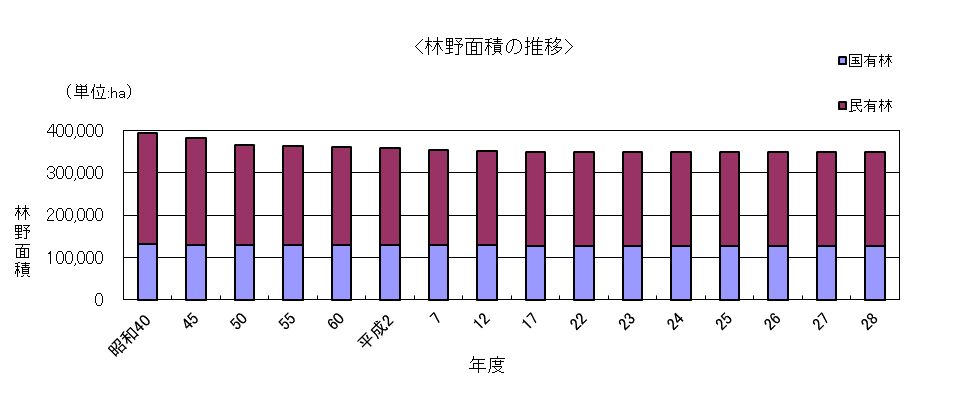 <林野面積の推移>
国有林
(単位:ha)
民有林
400,000
300,000
200,000
100,000
0
林野面積
昭和40 45 50 55 60 平成2 7 12 17 22 23 24 25 26 27 28
年度